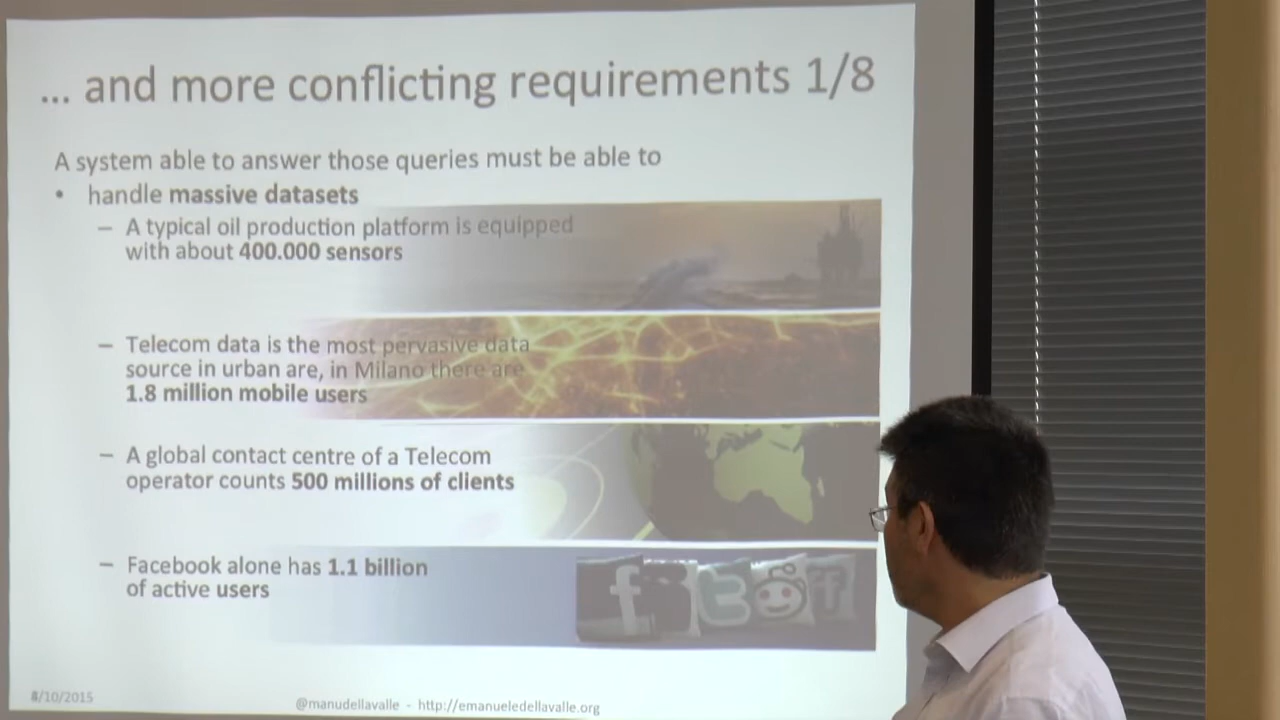 ... and more conflicting requirements 1/8
A system able to answer those queries must be able to
• handle massive datasets
– A typical oil production platform is equipped
with about 400.000 sensors
– Telecom data is the most pervasive data
source in urban are, in Milano there are
1.8 million mobile users
– A global contact centre of a Telecom
operator counts 500 millions of clients
– Facebook alone has 1.1 billion
of active users
8/10/2015
@manudellavalle - http://emanueledellavalle.org